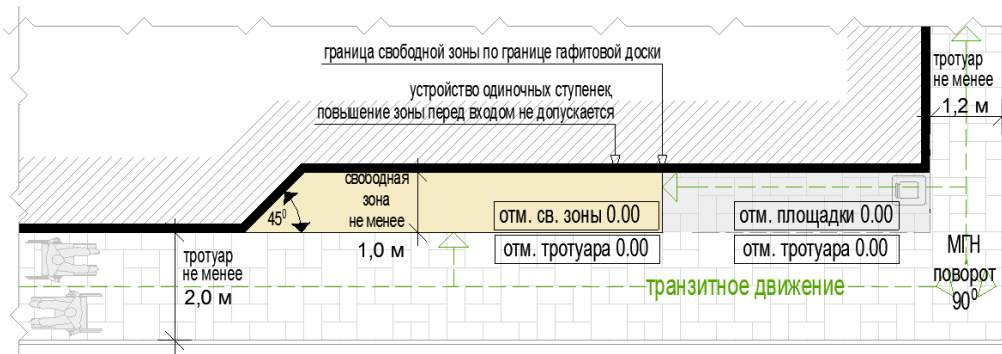 граница свободной зоны по границе гафитовой доски
тротуар
не менее
1,2 м
устройство одиночных ступенек,
повышение зоны перед входом не допускается
свободная
зона
не менее
1,0 м
45⁰
отм. св. зоны 0.00
отм. площадки 0.00
отм. тротуара 0.00
отм. тротуара 0.00
тротуар
не менее
2,0 м
транзитное движение
МГН
поворот
90⁰